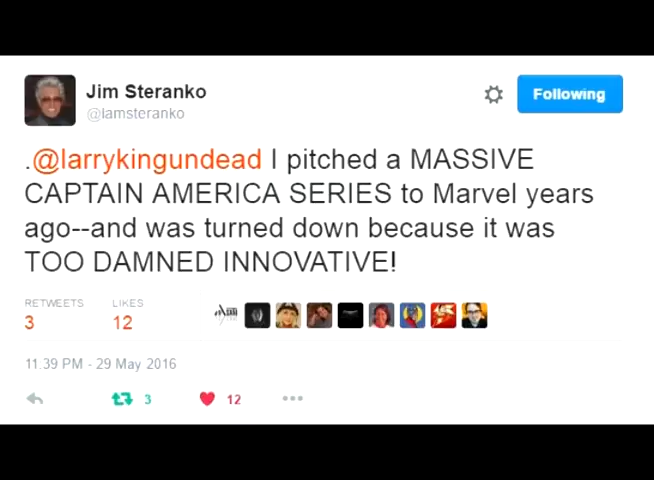 Jim Steranko
@Iamsteranko
Following
.@larrykingundead I pitched a MASSIVE
CAPTAIN AMERICA SERIES to Marvel years
ago--and was turned down because it was
TOO DAMNED INNOVATIVE!
RETWEETS LIKES
3 12
11:39 PM - 29 May 2016
3 12